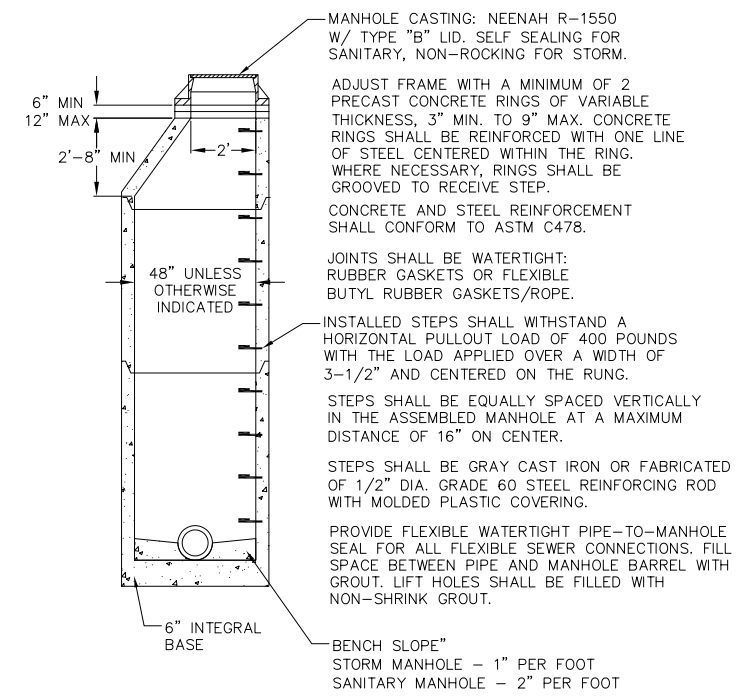 MANHOLE CASTING: NEENAH R-1550
W/ TYPE "B" LID. SELF SEALING FOR
SANITARY, NON-ROCKING FOR STORM.
ADJUST FRAME WITH A MINIMUM OF 2
PRECAST CONCRETE RINGS OF VARIABLE
THICKNESS, 3" MIN. TO 9" MAX. CONCRETE
RINGS SHALL BE REINFORCED WITH ONE LINE
OF STEEL CENTERED WITHIN THE RING.
WHERE NECESSARY, RINGS SHALL BE
GROOVED TO RECEIVE STEP.
CONCRETE AND STEEL REINFORCEMENT
SHALL CONFORM TO ASTM C478.
JOINTS SHALL BE WATERTIGHT:
RUBBER GASKETS OR FLEXIBLE
BUTYL RUBBER GASKETS/ROPE.
INSTALLED STEPS SHALL WITHSTAND A
HORIZONTAL PULLOUT LOAD OF 400 POUNDS
WITH THE LOAD APPLIED OVER A WIDTH OF
3-1/2" AND CENTERED ON THE RUNG.
STEPS SHALL BE EQUALLY SPACED VERTICALLY
IN THE ASSEMBLED MANHOLE AT A MAXIMUM
DISTANCE OF 16" ON CENTER.
STEPS SHALL BE GRAY CAST IRON OR FABRICATED
OF 1/2" DIA. GRADE 60 STEEL REINFORCING ROD
WITH MOLDED PLASTIC COVERING.
PROVIDE FLEXIBLE WATERTIGHT PIPE-TO-MANHOLE
SEAL FOR ALL FLEXIBLE SEWER CONNECTIONS. FILL
SPACE BETWEEN PIPE AND MANHOLE BARREL WITH
GROUT. LIFT HOLES SHALL BE FILLED WITH
NON-SHRINK GROUT.
6" MIN
12" MAX
2'-8" MIN
2'
48" UNLESS
OTHERWISE
INDICATED
6" INTEGRAL
BASE
BENCH SLOPE"
STORM MANHOLE - 1" PER FOOT
SANITARY MANHOLE - 2" PER FOOT